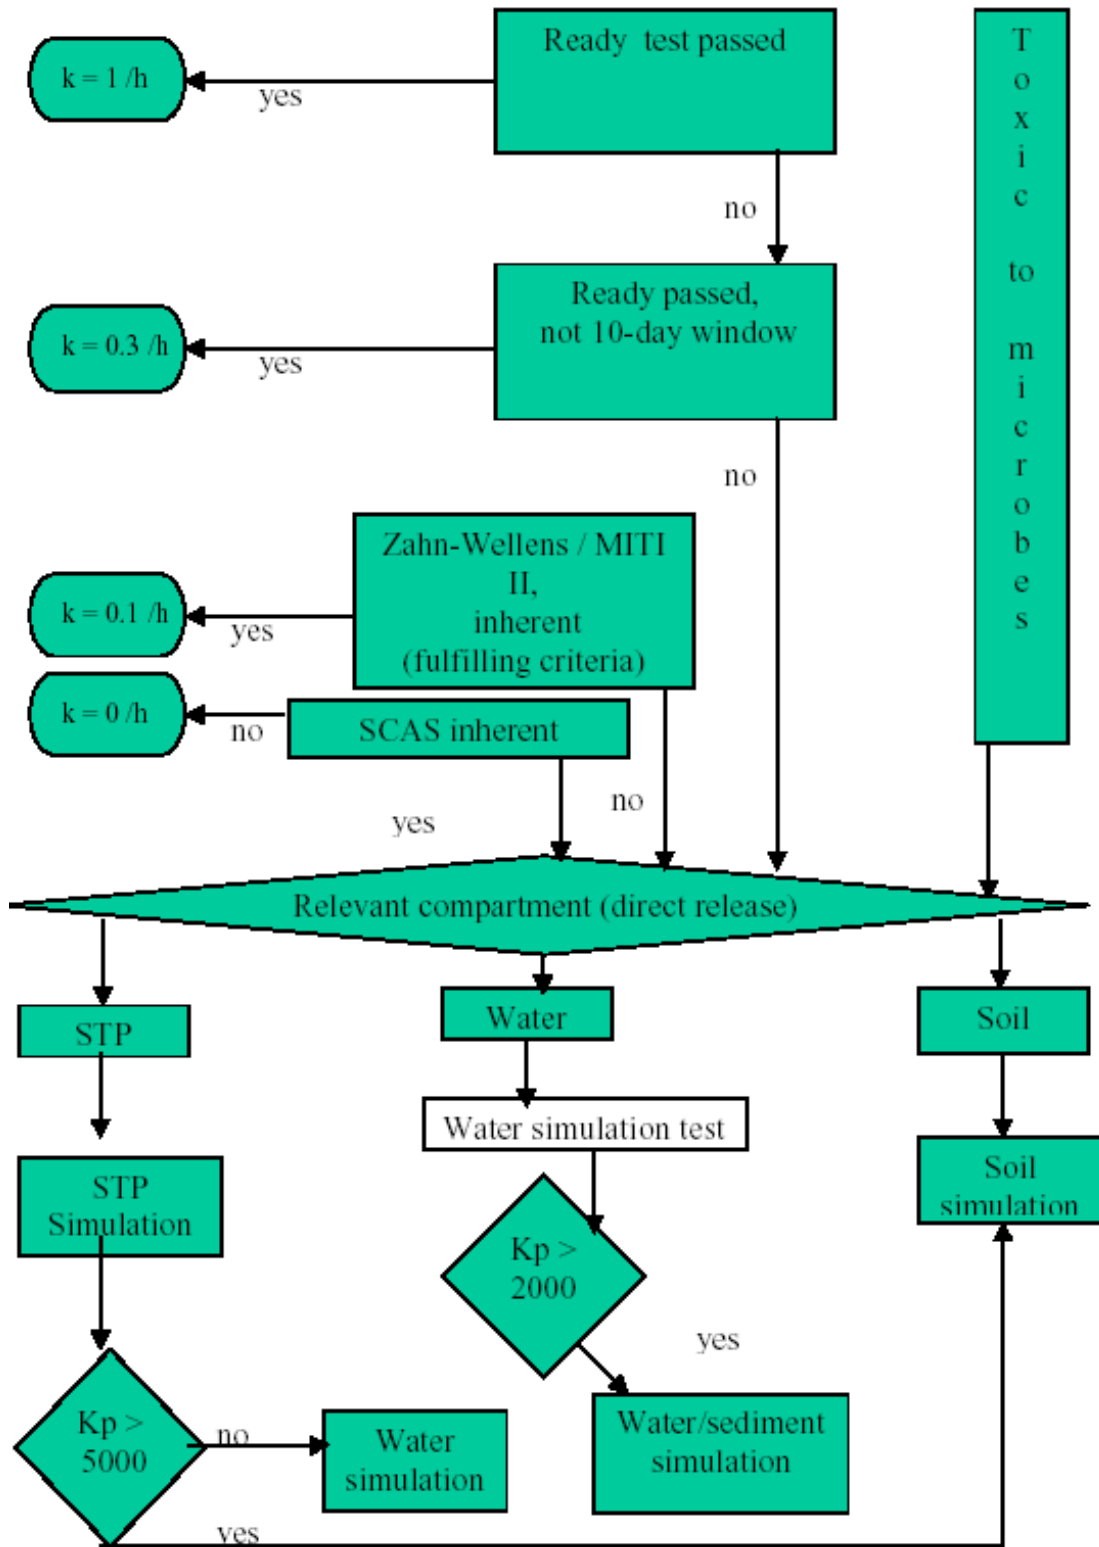 Ready test passed
k = 1 /h
yes
no
Ready passed,
not 10-day window
k = 0.3 /h
yes
no
Zahn-Wellens / MITI
II,
inherent
(fulfilling criteria)
k = 0.1 /h
yes
k = 0 /h
no
SCAS inherent
no
yes
Toxic to microbes
Relevant compartment (direct release)
STP
Water
Soil
Water simulation test
STP
Simulation
Soil
simulation
Kp >
2000
yes
Kp >
5000
no
Water
simulation
Water/sediment
simulation
yes